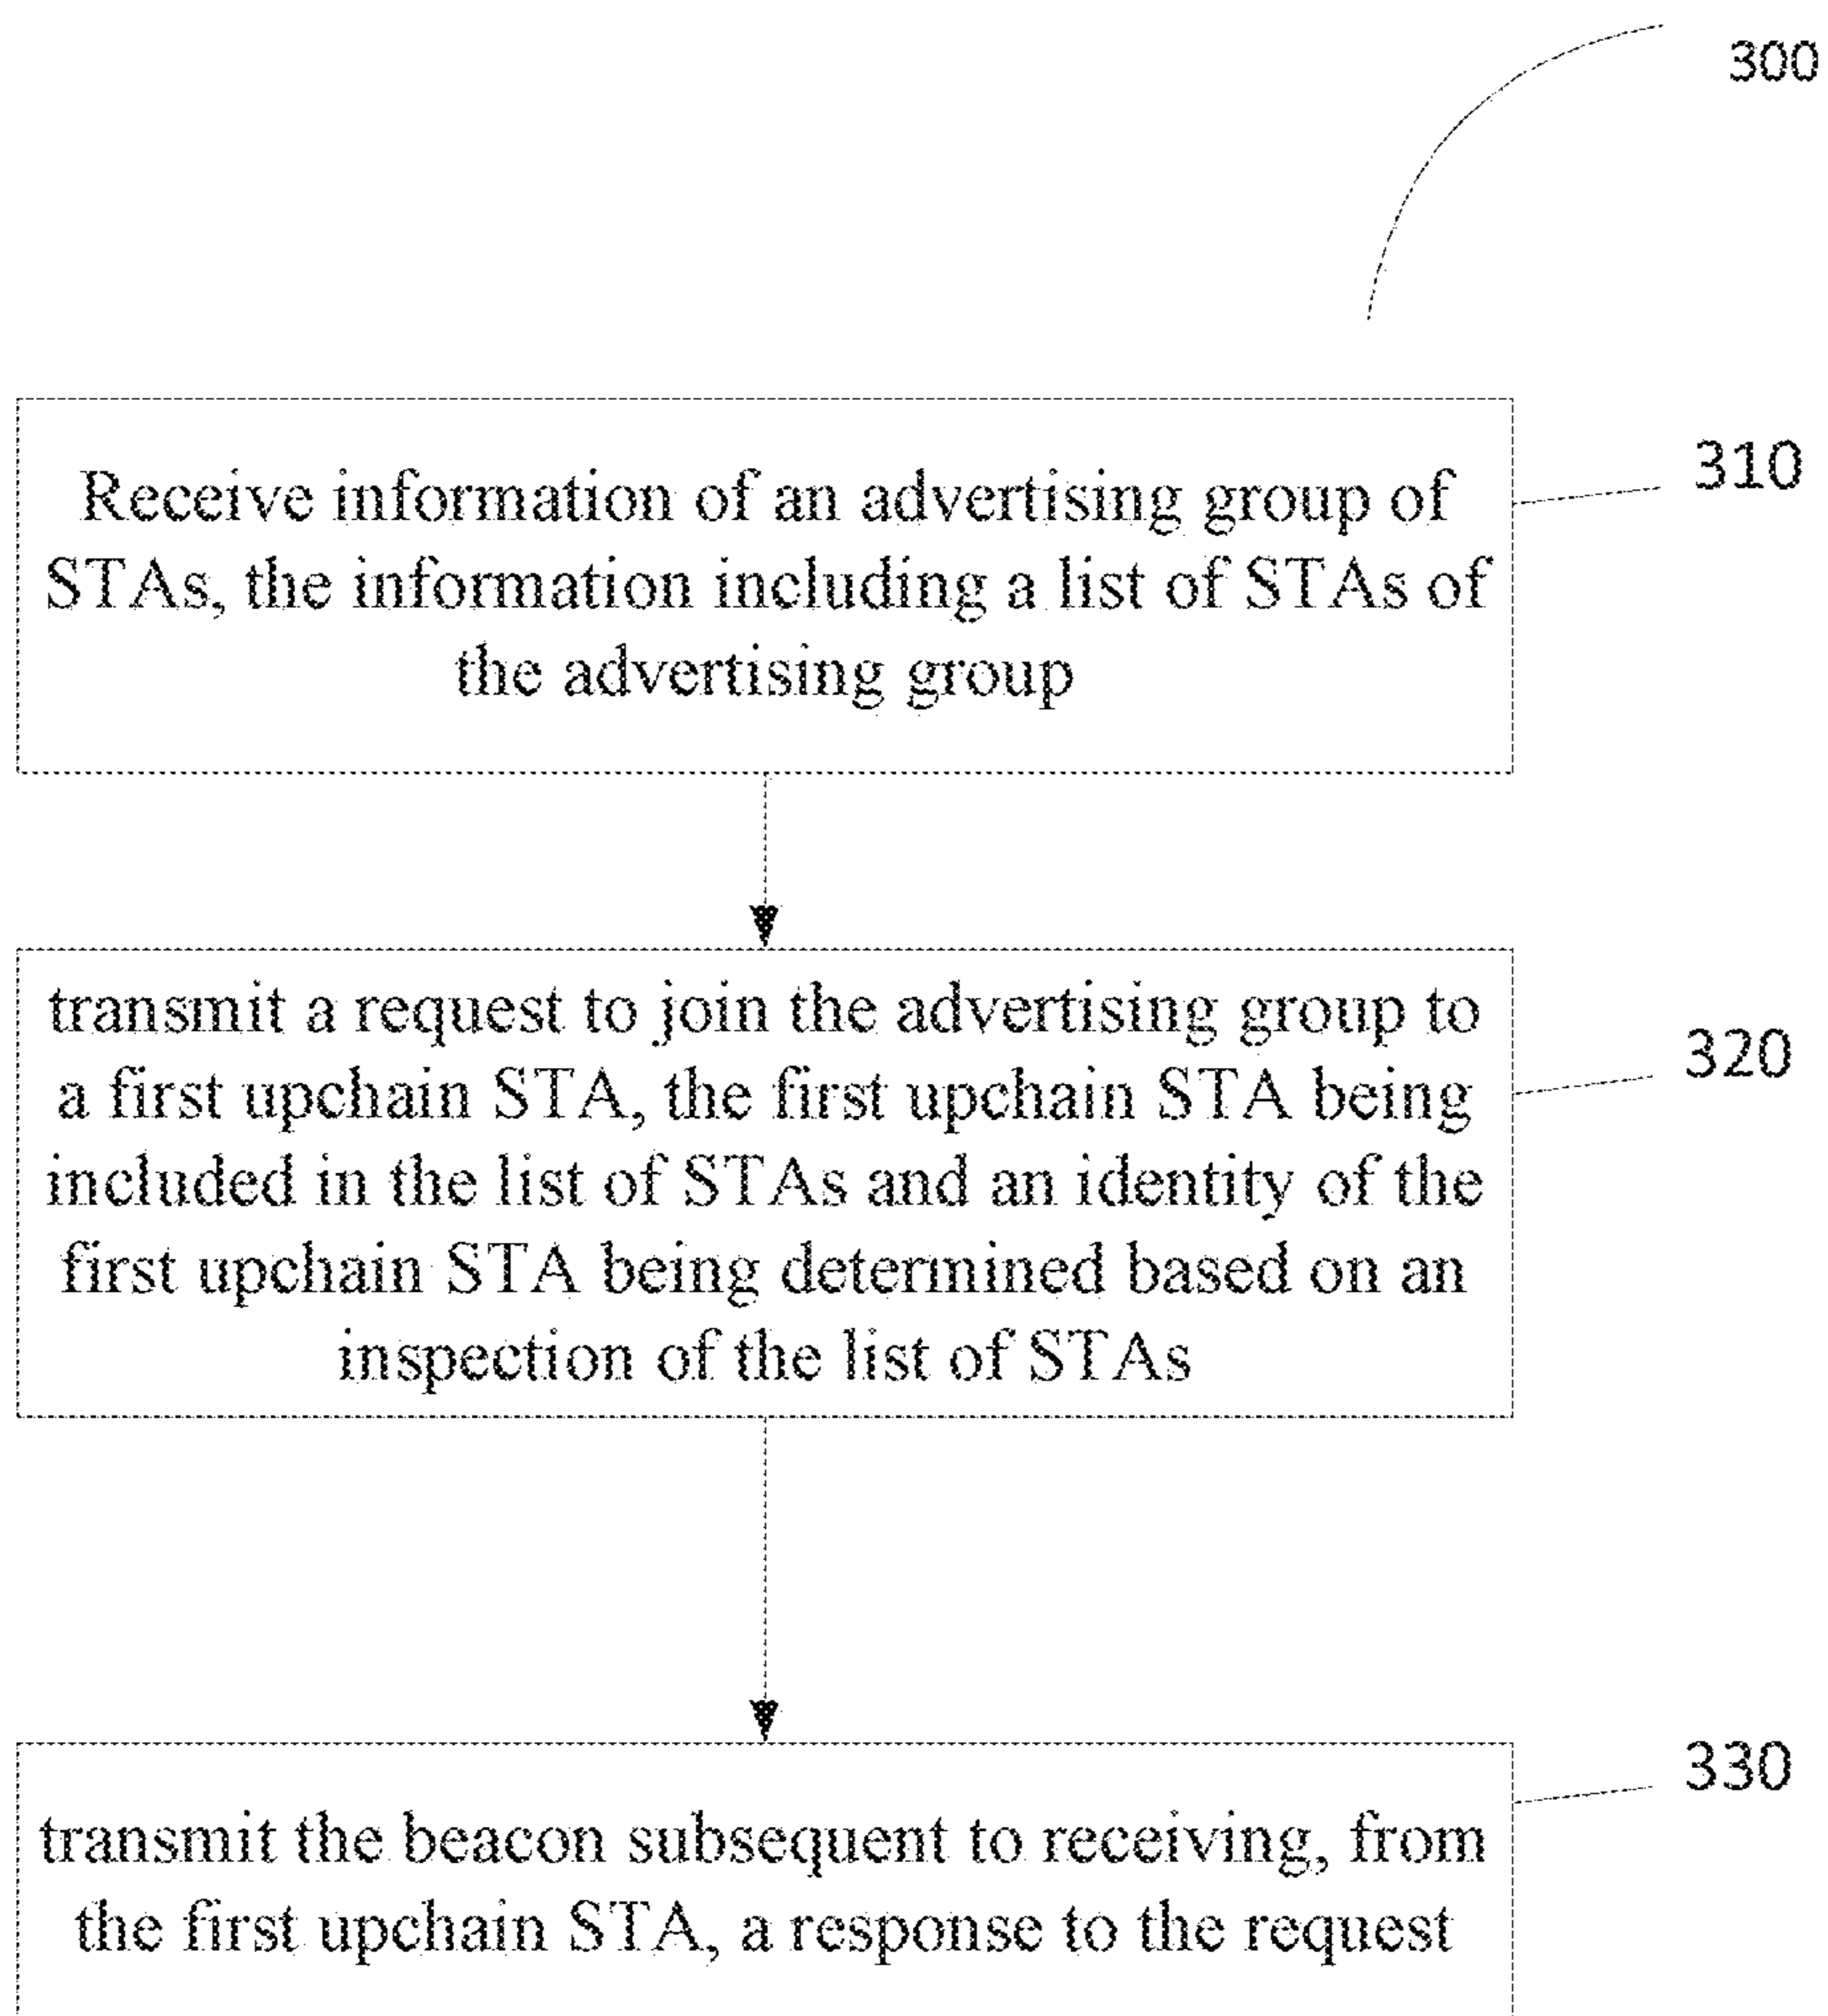 300
310
Receive information of an advertising group of
STAs, the information including a list of STAs of
the advertising group
320
transmit a request to join the advertising group to
a first upchain STA, the first upchain STA being
included in the list of STAs and an identity of the
first upchain STA being determined based on an
inspection of the list of STAs
330
transmit the beacon subsequent to receiving, from
the first upchain STA, a response to the request